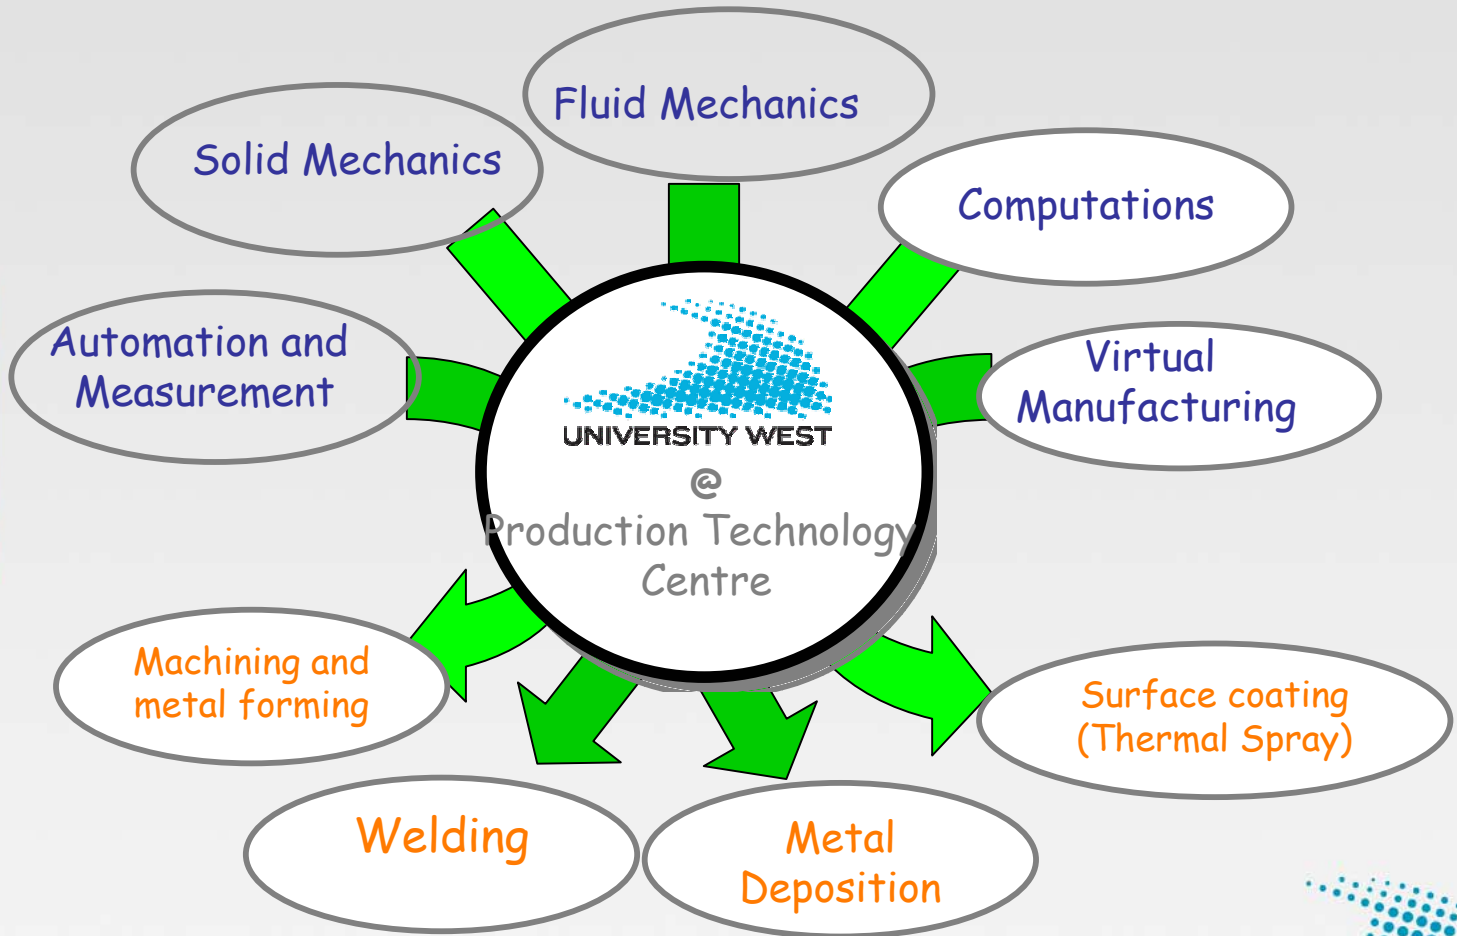 Fluid Mechanics
Solid Mechanics
Computations
Automation and
Measurement
Virtual
Manufacturing
UNIVERSITY WEST
@
Production Technology
Centre
Machining and
metal forming
Surface coating
(Thermal Spray)
Welding
Metal
Deposition